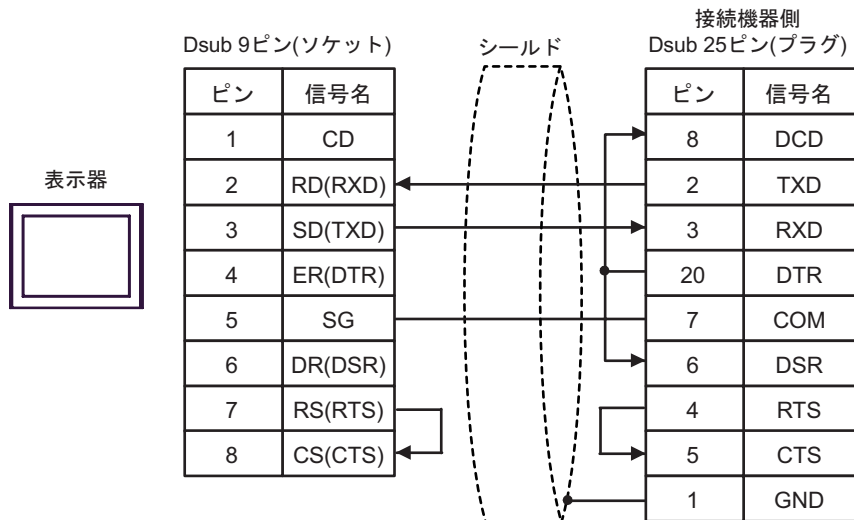 接続機器側
Dsub 9ピン(ソケット)
シールド
Dsub 25ピン(プラグ)
表示器
ピン 信号名
1 CD
2 RD(RXD)
3 SD(TXD)
4 ER(DTR)
5 SG
6 DR(DSR)
7 RS(RTS)
8 CS(CTS)
ピン 信号名
8 DCD
2 TXD
3 RXD
20 DTR
7 COM
6 DSR
4 RTS
5 CTS
1 GND